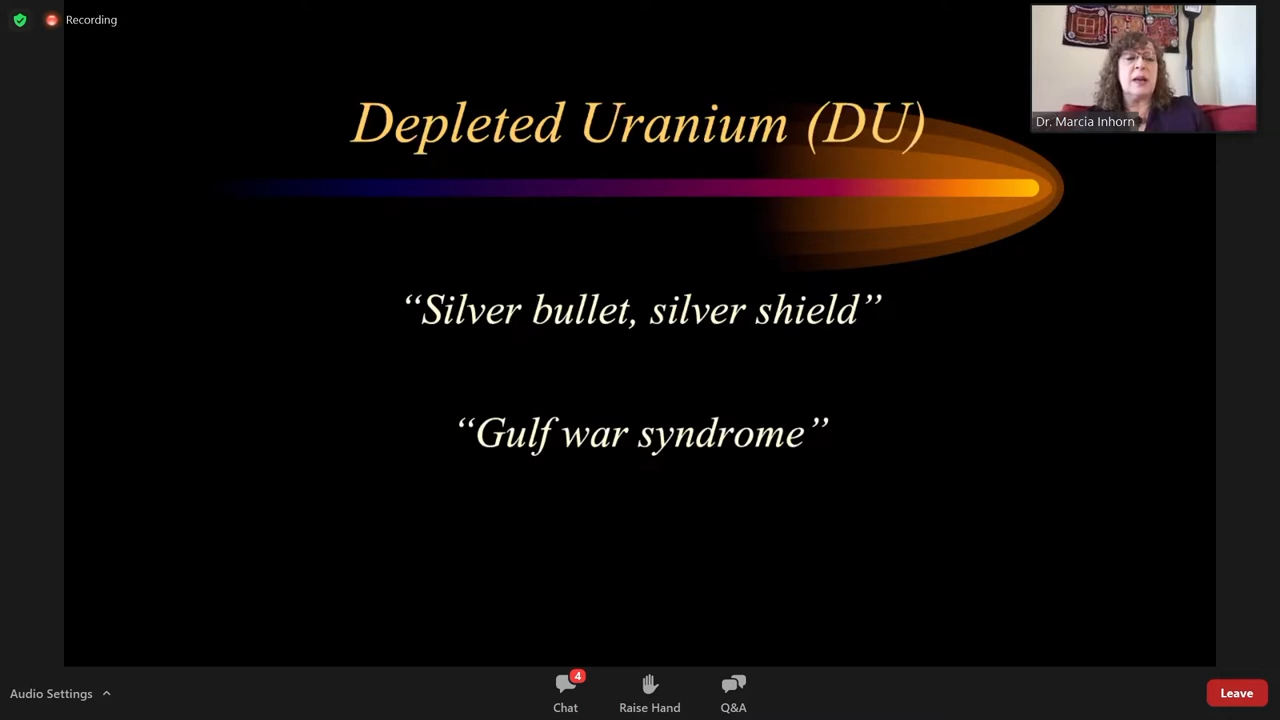 Recording
Dr. Marcia Inhorn
Depleted Uranium (DU)
“Silver bullet, silver shield”
“Gulf war syndrome”
4
Audio Settings
Chat
Raise Hand
Q&A
Leave